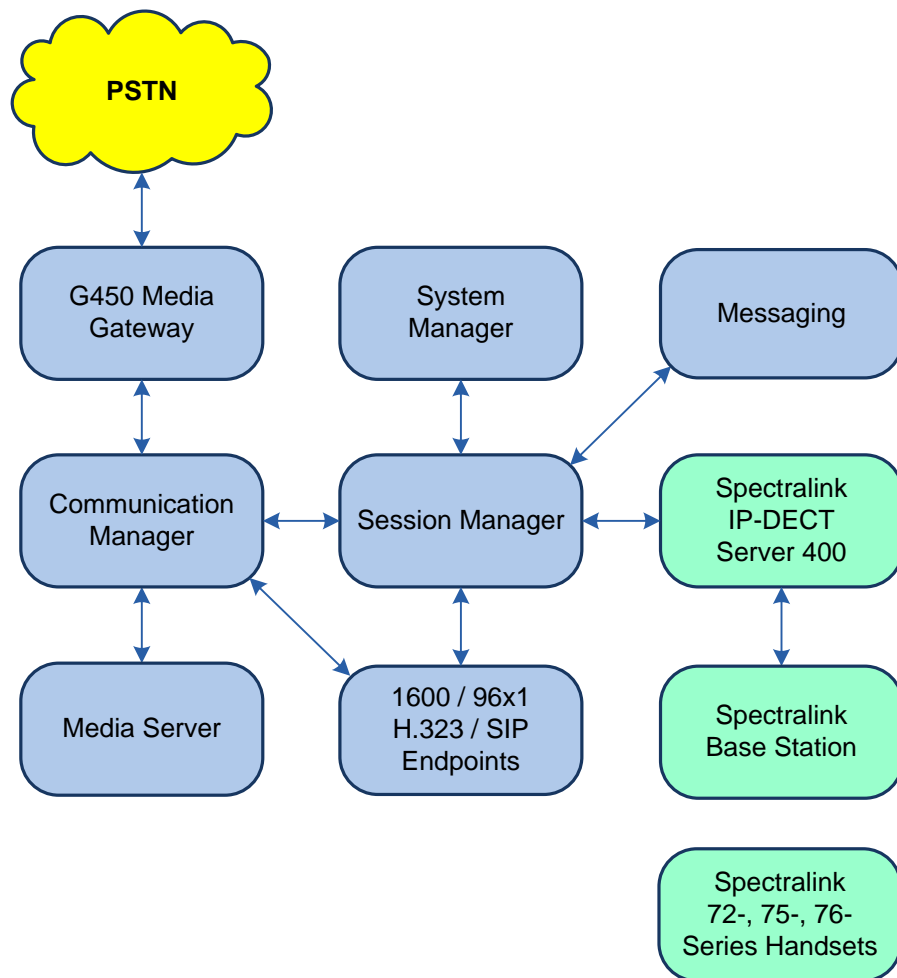 PSTN
G450 Media
Gateway
System
Manager
Messaging
Communication
Manager
Session Manager
Spectralink
IP-DECT
Server 400
Media Server
1600 / 96x1
H.323 / SIP
Endpoints
Spectralink
Base Station
Spectralink
72-, 75-, 76-
Series Handsets